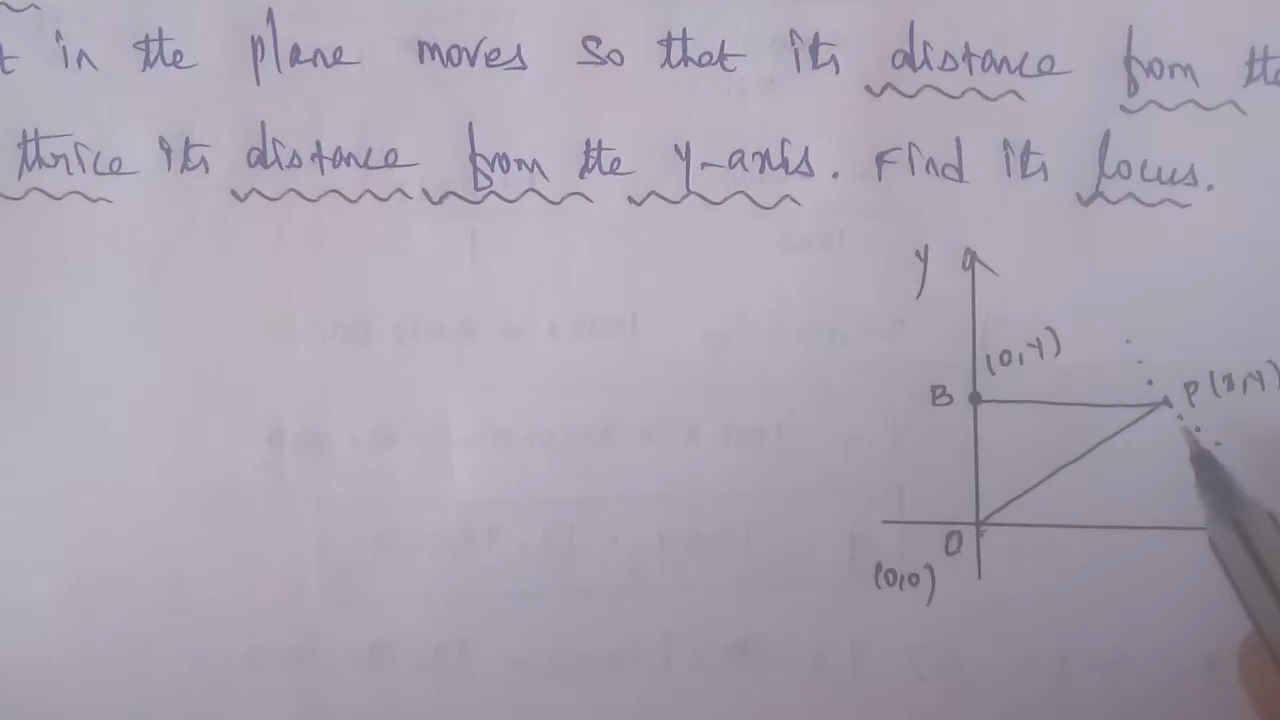 t in the plane moves so that its distance from the
thrice its distance from the y-axis. Find its locus.
y
(0,y)
B
P(x,y)
O
(0,0)